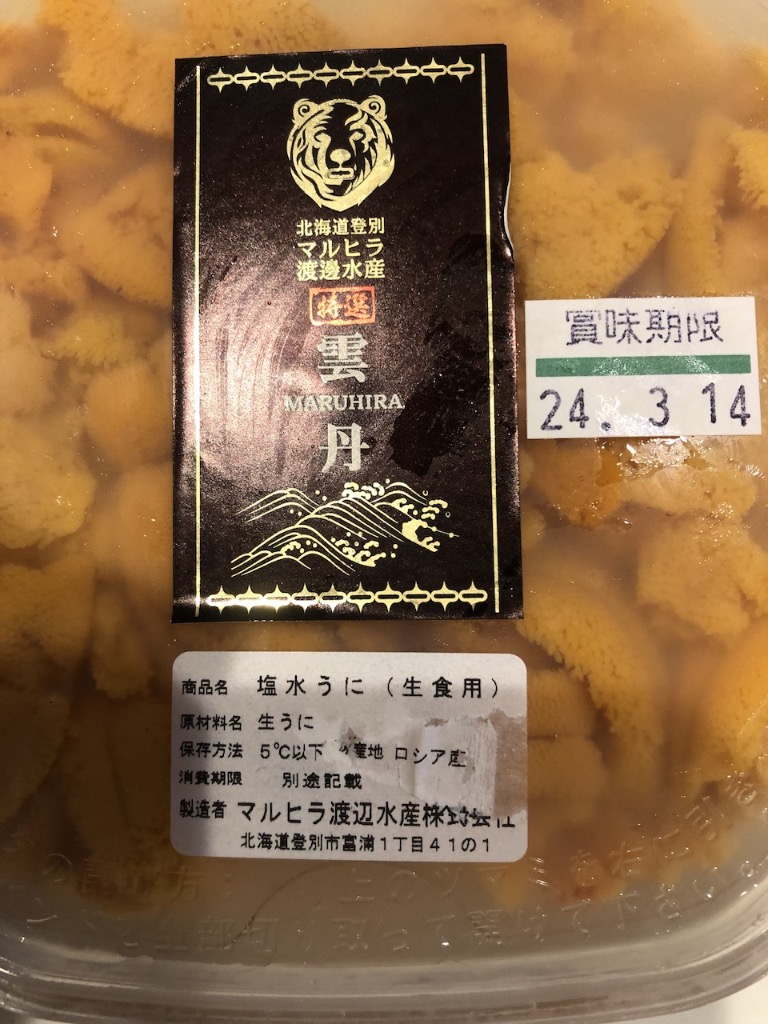 北海道登別
マルヒラ
渡邊水産
特選
雲
MARUHIRA
丹
賞味期限
24. 3 14
商品名 塩水うに（生食用）
原材料名 生うに
保存方法 5℃以下 産地 ロシア産
消費期限 別途記載
製造者 マルヒラ渡辺水産株式会社
北海道登別市富浦1丁目41の1